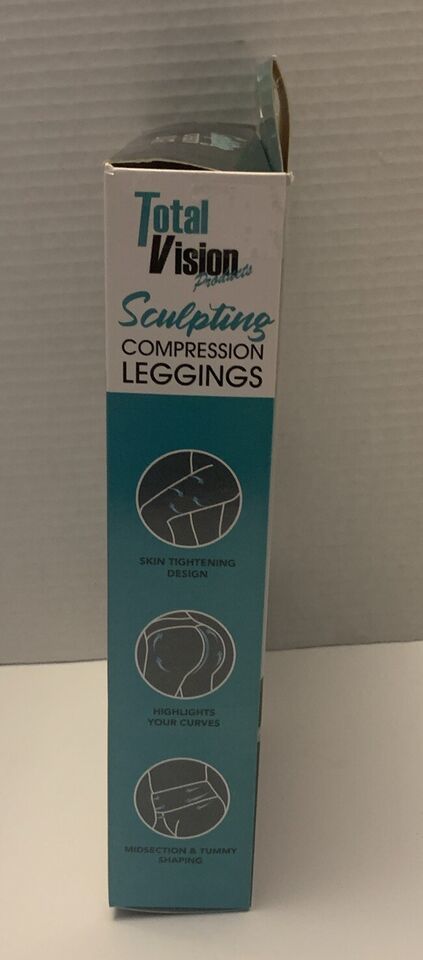 Total
Vision
Products
Sculpting
COMPRESSION
LEGGINGS
SKIN TIGHTENING
DESIGN
HIGHLIGHTS
YOUR CURVES
MIDSECTION & TUMMY
SHAPING